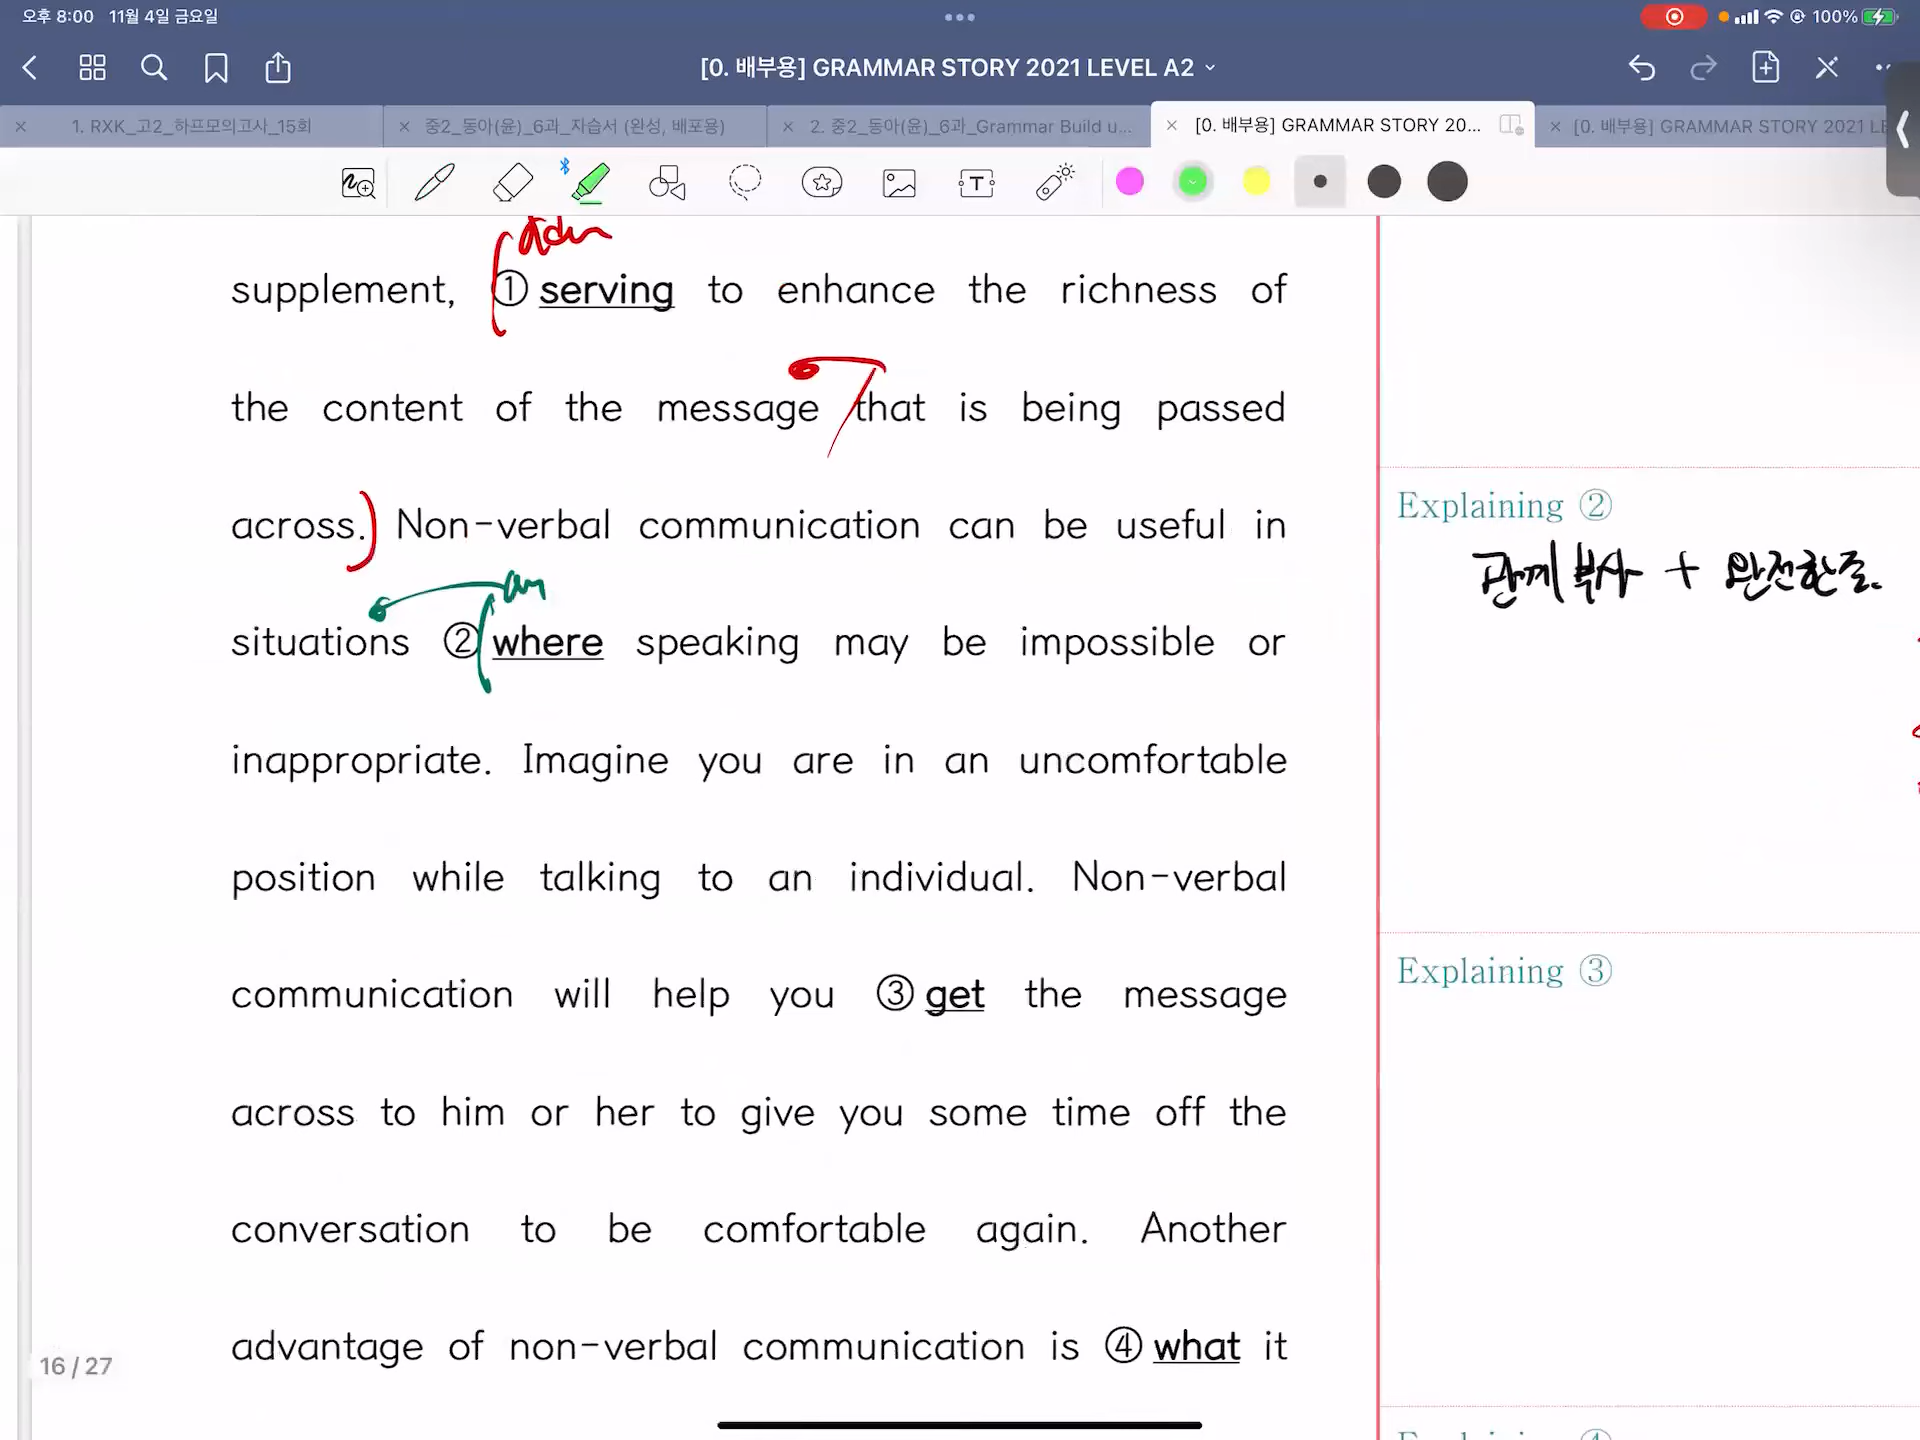 오후 8:00 11월 4일 금요일
100%
[0. 배부용] GRAMMAR STORY 2021 LEVEL A2
1. RXK_고2_하프모의고사_15회
중2_동아(윤)_6과_자습서 (완성, 배포용)
2. 중2_동아(윤)_6과_Grammar Build u...
[0. 배부용] GRAMMAR STORY 20...
[0. 배부용] GRAMMAR STORY 2021 LE
supplement, ① serving to enhance the richness of
the content of the message that is being passed
across. Non-verbal communication can be useful in
situations ② where speaking may be impossible or
inappropriate. Imagine you are in an uncomfortable
position while talking to an individual. Non-verbal
communication will help you ③ get the message
across to him or her to give you some time off the
conversation to be comfortable again. Another
advantage of non-verbal communication is ④ what it
16 / 27
Explaining ②
관계부사 + 완전한절.
Explaining ③